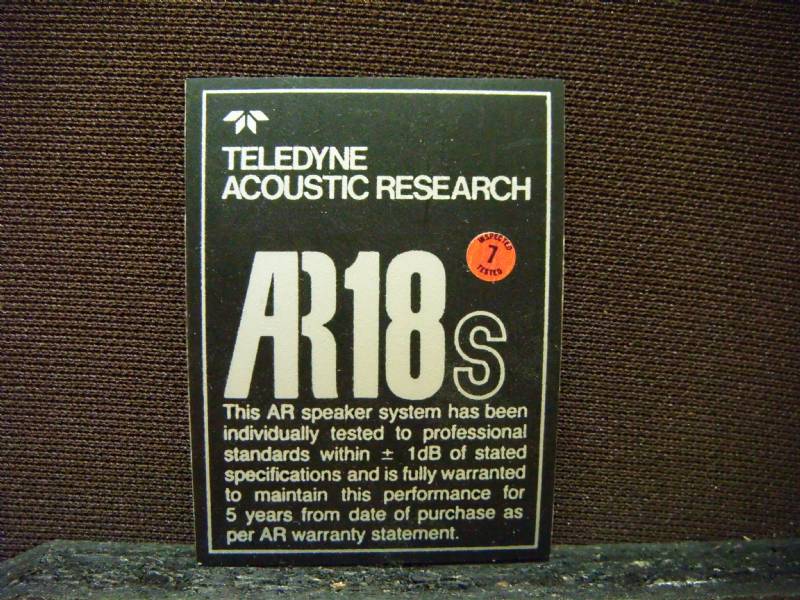 TELEDYNE
ACOUSTIC RESEARCH
INSPECTED
7
TESTED
AR18s
This AR speaker system has been
individually tested to professional
standards within ± 1dB of stated
specifications and is fully warranted
to maintain this performance for
5 years from date of purchase as
per AR warranty statement.